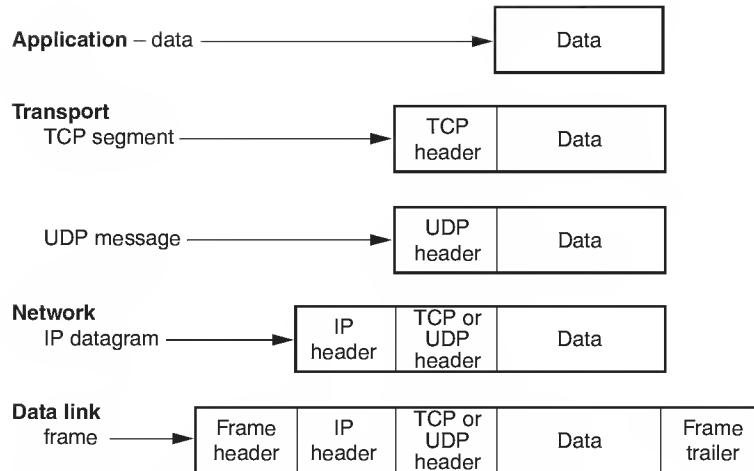 Application – data
Data
Transport
TCP segment
TCP
header
Data
UDP message
UDP
header
Data
Network
IP datagram
IP
header
TCP or
UDP
header
Data
Data link
frame
Frame
header
IP
header
TCP or
UDP
header
Data
Frame
trailer